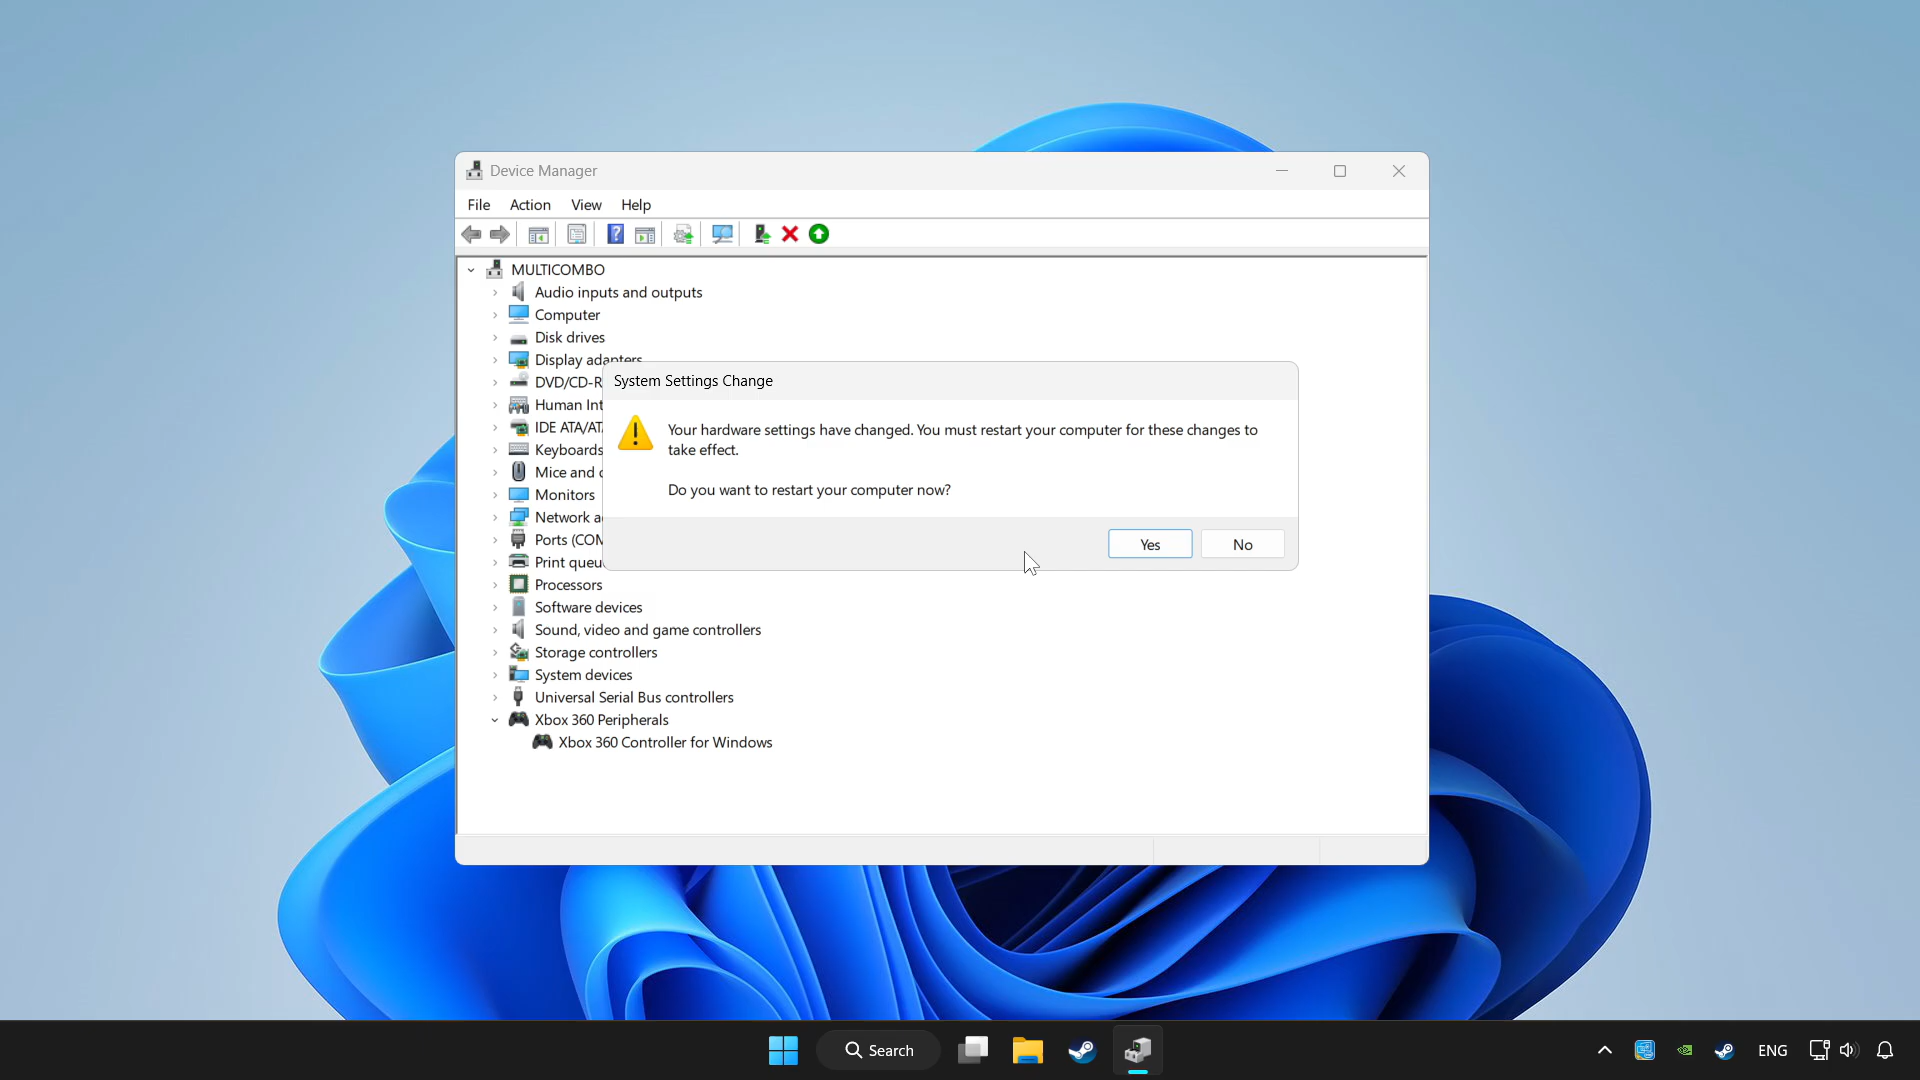 Device Manager
File Action View Help
MULTICOMBO
Audio inputs and outputs
Computer
Disk drives
Display adapters
DVD/CD-R
System Settings Change
Human Int
IDE ATA/ATA
Your hardware settings have changed. You must restart your computer for these changes to
take effect.
Keyboards
Mice and
Do you want to restart your computer now?
Monitors
Network a
Ports (COM
Yes No
Print queu
Processors
Software devices
Sound, video and game controllers
Storage controllers
System devices
Universal Serial Bus controllers
Xbox 360 Peripherals
Xbox 360 Controller for Windows
Search
ENG